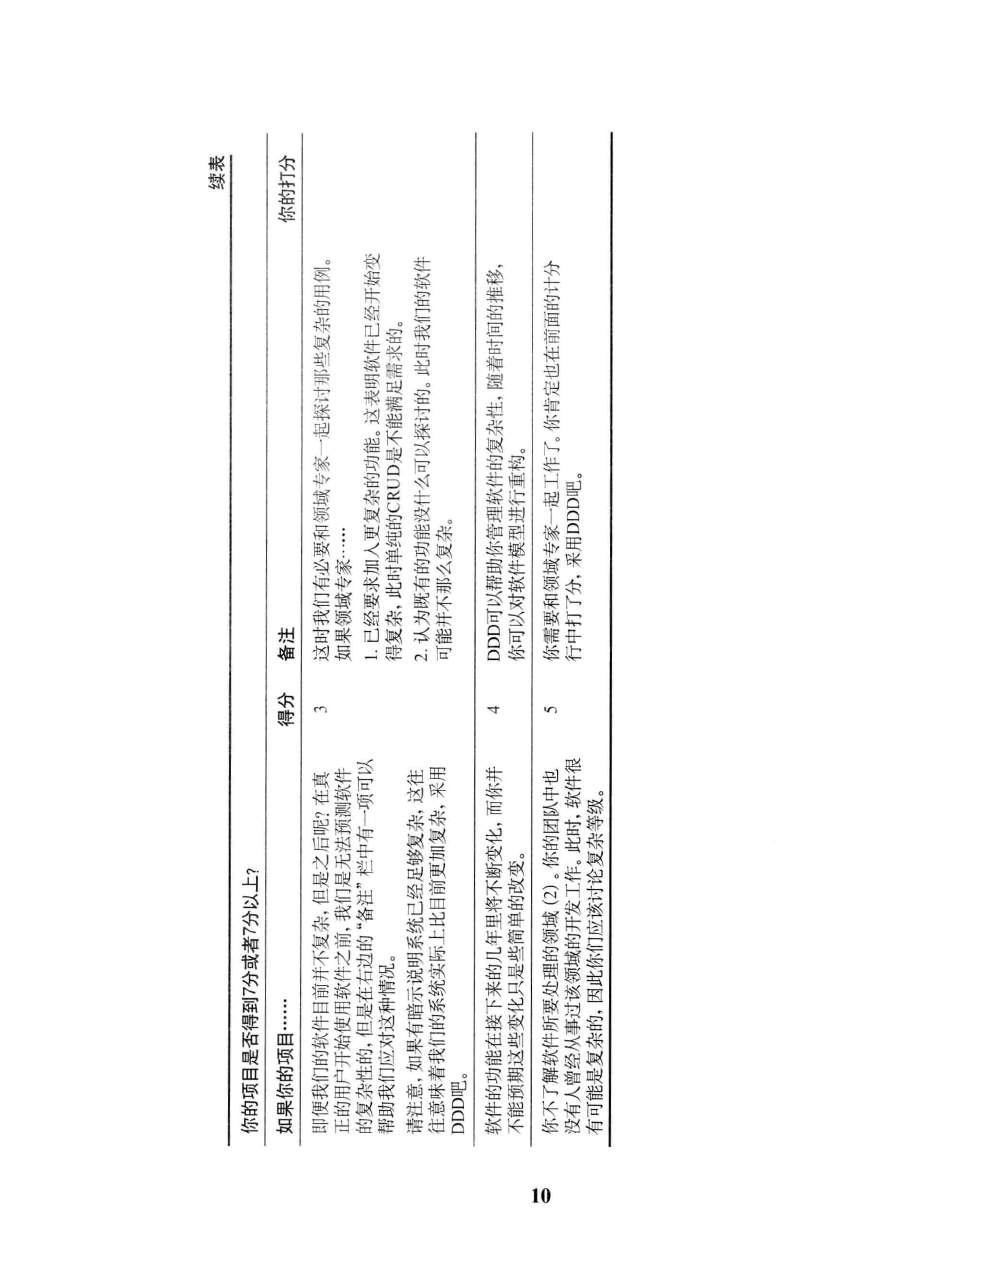 续表
你的项目是否得到7分或者7分以上?
如果你的项目…… 得分 备注 你的打分
即便我们的软件目前并不复杂, 但是之后呢? 在真
正的用户开始使用软件之前, 我们是无法预测软件
的复杂性的, 但是在右边的“备注”栏中有一项可以
帮助我们应对这种情况。
请注意, 如果有暗示说明系统已经足够复杂, 这往
往意味着我们的系统实际上比目前更加复杂, 采用
DDD吧。
3
这时我们有必要和领域专家一起探讨那些复杂的用例。
如果领域专家……
1. 已经要求加入更复杂的功能。这表明软件已经开始变
得复杂, 此时单纯的CRUD是不能满足需求的。
2. 认为既有的功能没什么可以探讨的。此时我们的软件
可能并不那么复杂。
软件的功能在接下来的几年里将不断变化, 而你并
不能预期这些变化只是些简单的改变。
4
DDD可以帮助你管理软件的复杂性, 随着时间的推移,
你可以对软件模型进行重构。
你不了解软件所要处理的领域 (2) 。你的团队中也
没有人曾经从事过该领域的开发工作。此时, 软件很
有可能是复杂的, 因此你们应该讨论复杂等级。
5
你需要和领域专家一起工作了。你肯定也在前面的计分
行中打了分, 采用DDD吧。
10